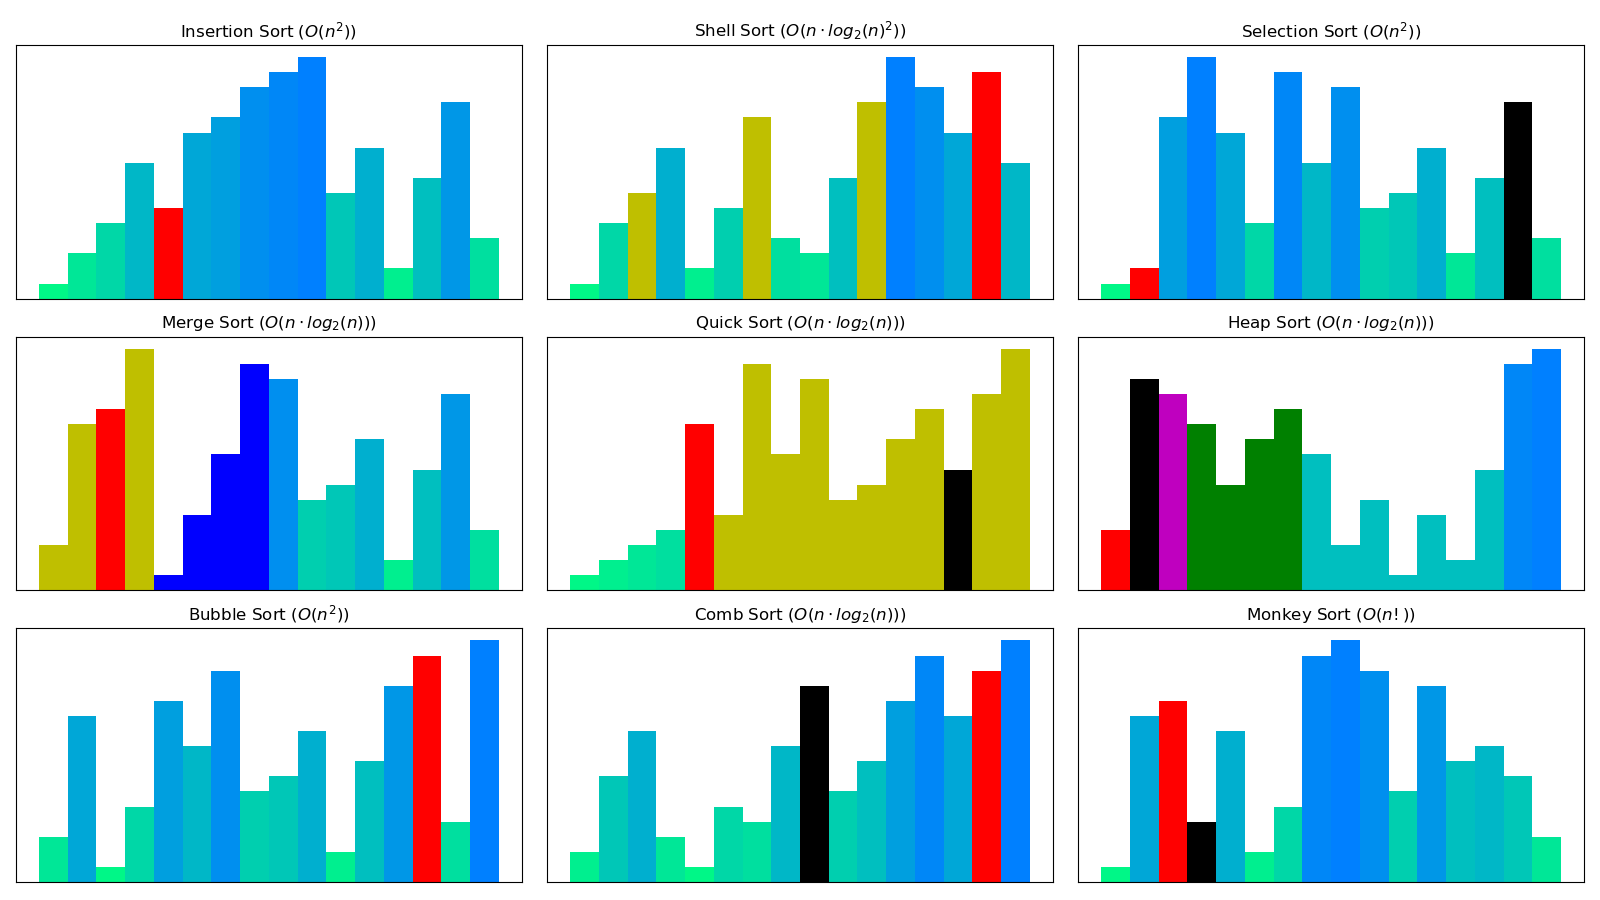 Insertion Sort (O(n²))
Shell Sort (O(n · log₂(n)²))
Selection Sort (O(n²))
Merge Sort (O(n · log₂(n)))
Quick Sort (O(n · log₂(n)))
Heap Sort (O(n · log₂(n)))
Bubble Sort (O(n²))
Comb Sort (O(n · log₂(n)))
Monkey Sort (O(n!))